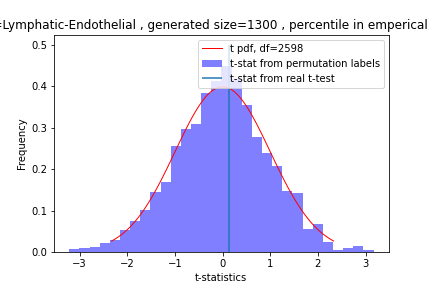 =Lymphatic-Endothelial , generated size=1300 , percentile in emperical
t pdf, df=2598
t-stat from permutation labels
t-stat from real t-test
Frequency
0.5
0.4
0.3
0.2
0.1
0.0
−3 −2 −1 0 1 2 3
t-statistics